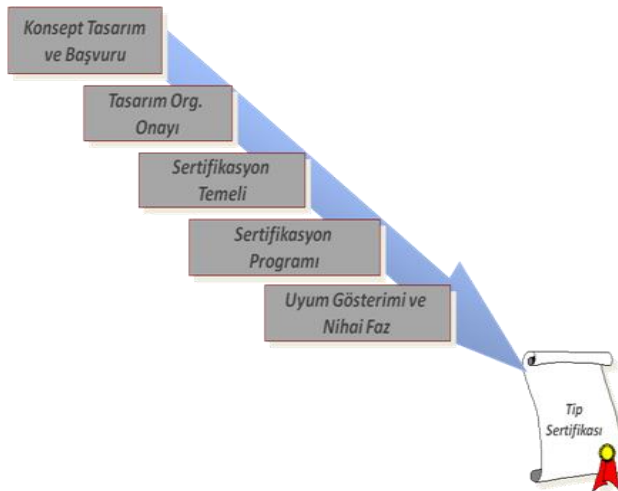 Konsept Tasarım
ve Başvuru
Tasarım Org.
Onayı
Sertifikasyon
Temeli
Sertifikasyon
Programı
Uyum Gösterimi ve
Nihai Faz
Tip
Sertifikası